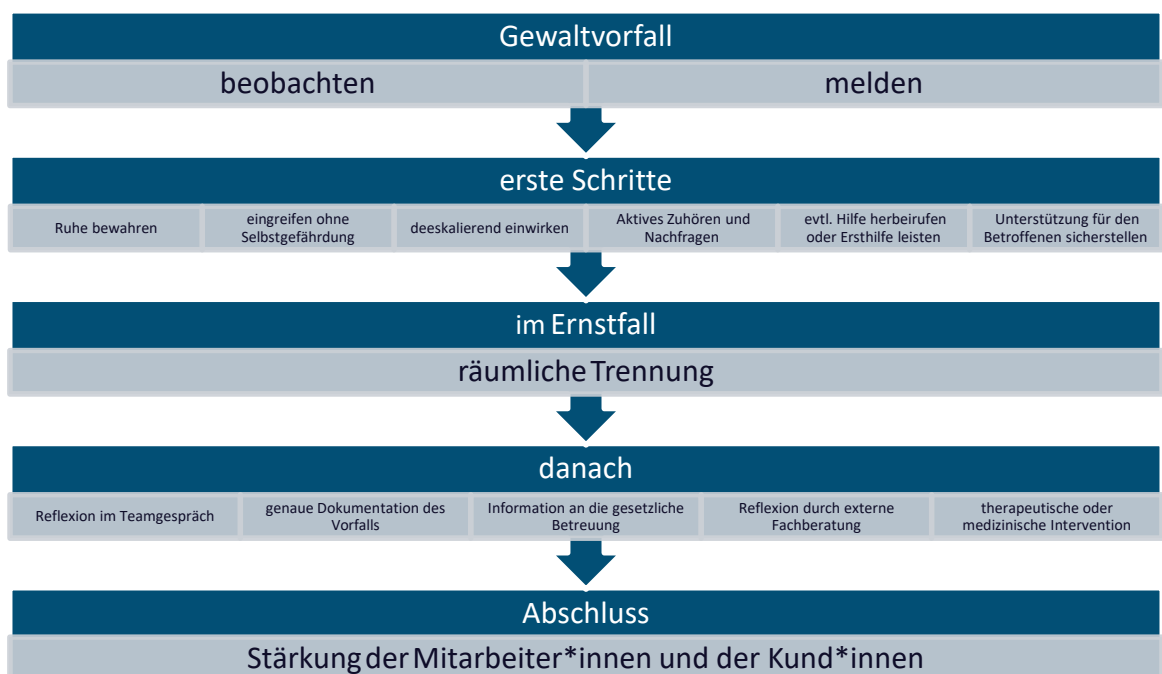 Gewaltvorfall
beobachten
melden
erste Schritte
Ruhe bewahren
eingreifen ohne
Selbstgefährdung
deeskalierend einwirken
Aktives Zuhören und
Nachfragen
evtl. Hilfe herbeirufen
oder Ersthilfe leisten
Unterstützung für den
Betroffenen sicherstellen
im Ernstfall
räumliche Trennung
danach
Reflexion im Teamgespräch
genaue Dokumentation des
Vorfalls
Information an die gesetzliche
Betreuung
Reflexion durch externe
Fachberatung
therapeutische oder
medizinische Intervention
Abschluss
Stärkung der Mitarbeiter*innen und der Kund*innen